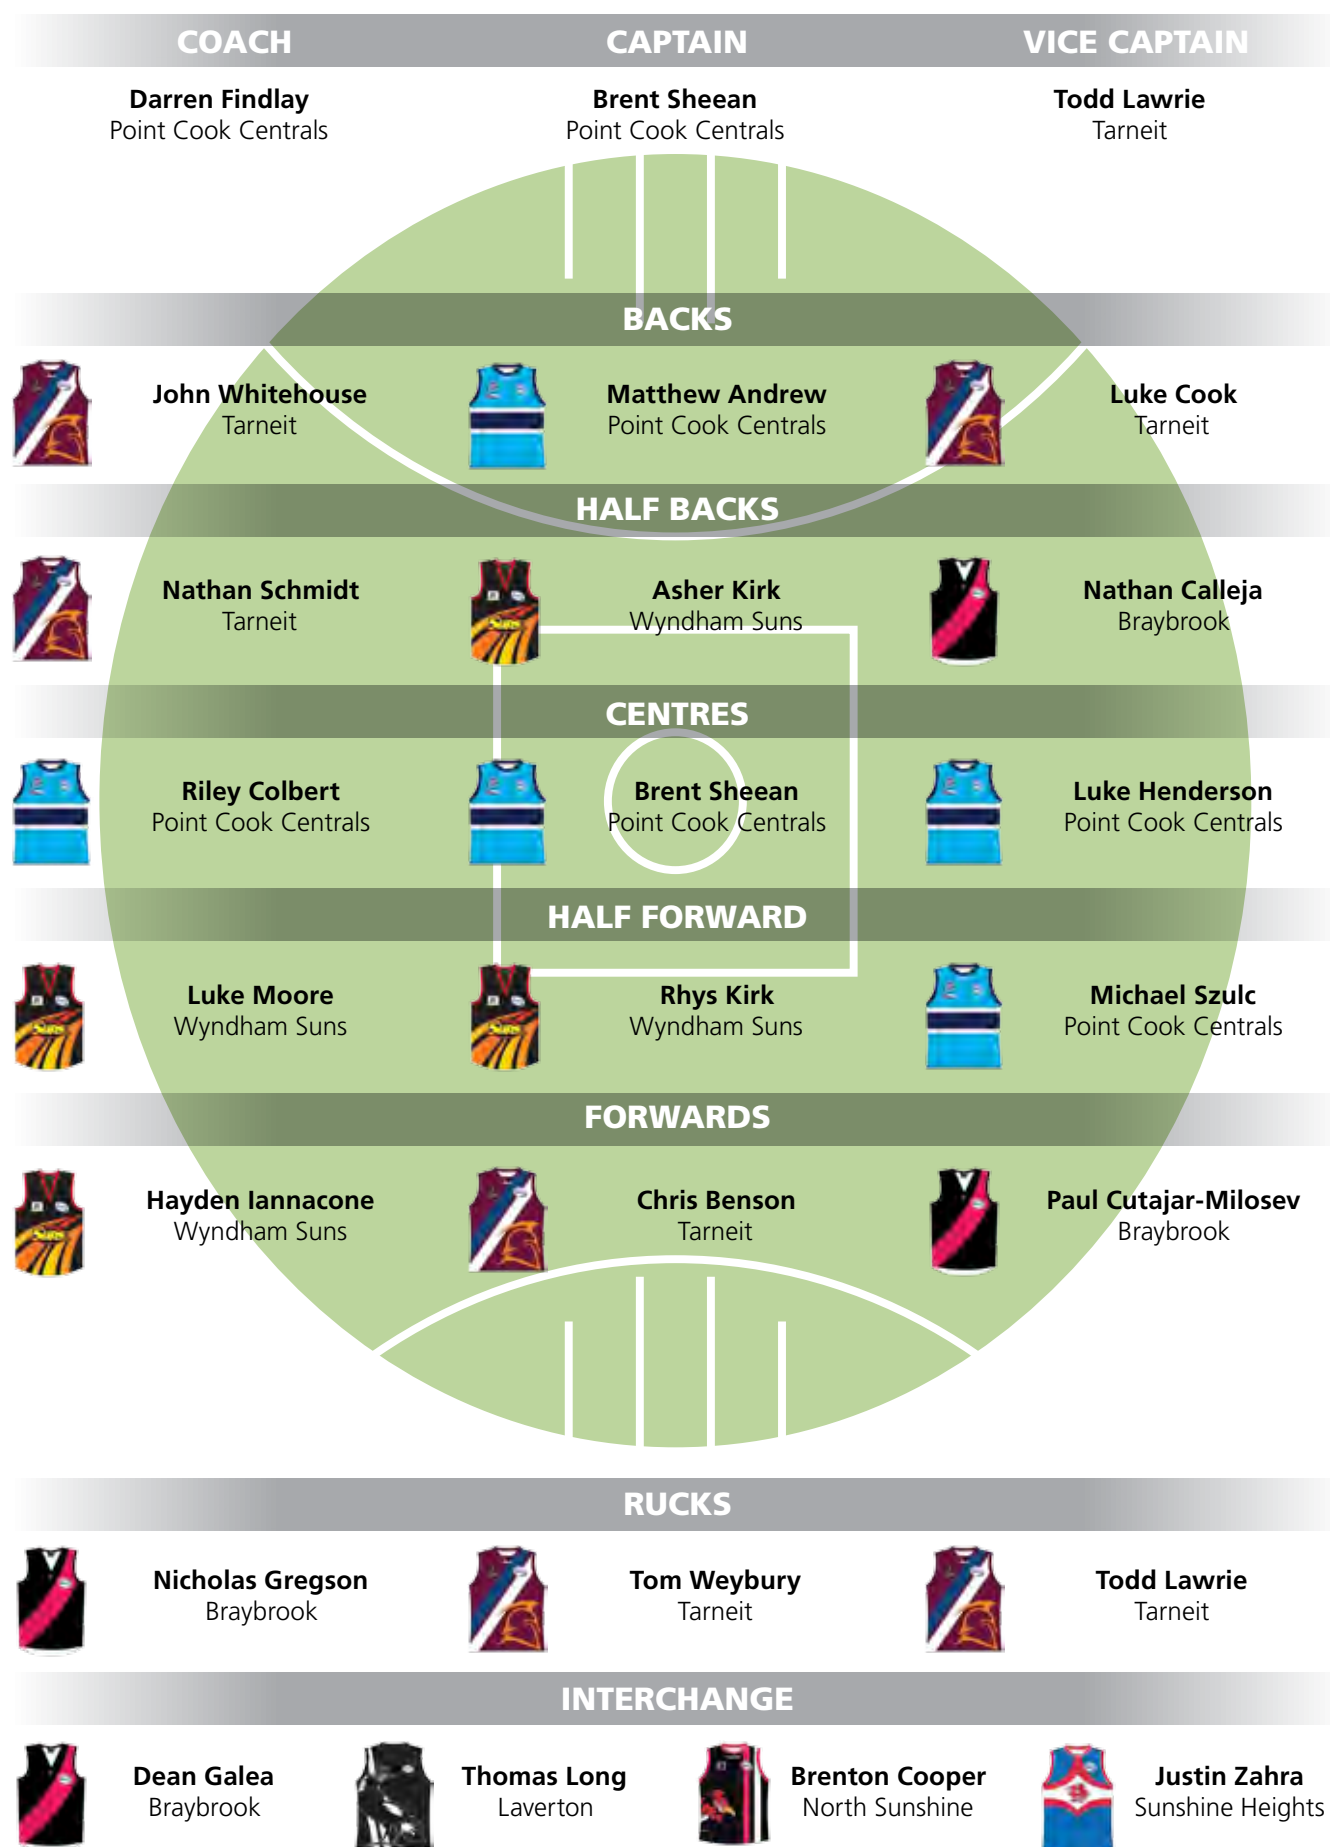 COACH CAPTAIN VICE CAPTAIN
Darren Findlay Brent Sheean Todd Lawrie
Point Cook Centrals Point Cook Centrals Tarneit
BACKS
John Whitehouse Matthew Andrew Luke Cook
Tarneit Point Cook Centrals Tarneit
HALF BACKS
Nathan Schmidt Asher Kirk Nathan Calleja
Tarneit Wyndham Suns Braybrook
CENTRES
Riley Colbert Brent Sheean Luke Henderson
Point Cook Centrals Point Cook Centrals Point Cook Centrals
HALF FORWARD
Luke Moore Rhys Kirk Michael Szulc
Wyndham Suns Wyndham Suns Point Cook Centrals
FORWARDS
Hayden Iannacone Chris Benson Paul Cutajar-Milosev
Wyndham Suns Tarneit Braybrook
RUCKS
Nicholas Gregson Tom Weybury Todd Lawrie
Braybrook Tarneit Tarneit
INTERCHANGE
Dean Galea Thomas Long Brenton Cooper Justin Zahra
Braybrook Laverton North Sunshine Sunshine Heights